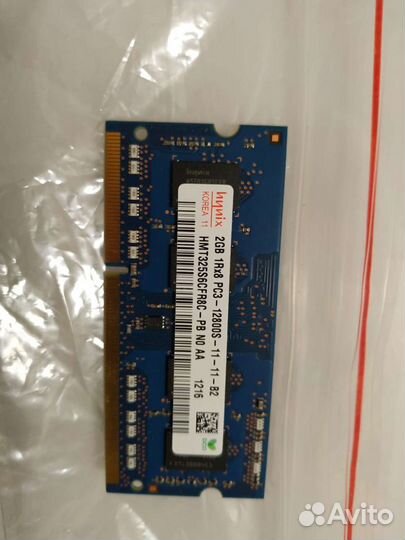 hynix
KOREA 11
2GB 1Rx8 PC3-12800S-11-11-B2
HMT325S6CFR8C-PB N0 AA
1216
Avito